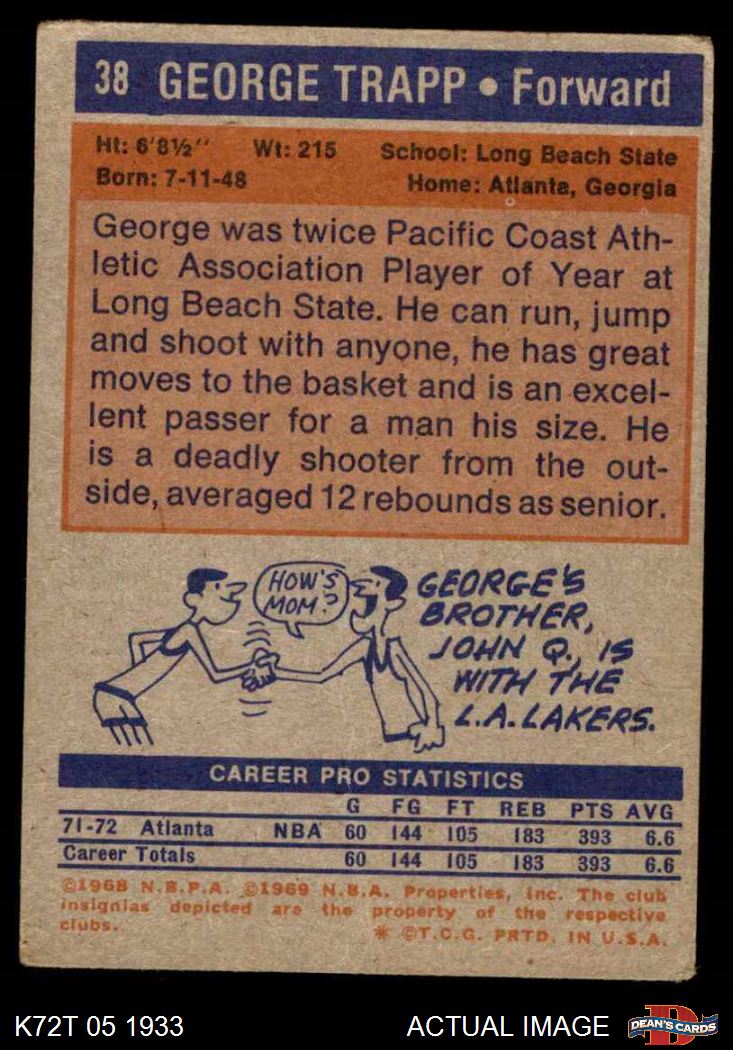 38 GEORGE TRAPP • Forward
Ht: 6'8½'' Wt: 215 School: Long Beach State
Born: 7-11-48 Home: Atlanta, Georgia
George was twice Pacific Coast Ath-
letic Association Player of Year at
Long Beach State. He can run, jump
and shoot with anyone, he has great
moves to the basket and is an excel-
lent passer for a man his size. He
is a deadly shooter from the out-
side, averaged 12 rebounds as senior.
HOW'S
MOM?
GEORGE'S
BROTHER,
JOHN Q., IS
WITH THE
L.A. LAKERS.
CAREER PRO STATISTICS
G FG FT REB PTS AVG
71-72 Atlanta NBA 60 144 105 183 393 6.6
Career Totals 60 144 105 183 393 6.6
©1968 N.B.P.A. ©1969 N.B.A. Properties, Inc. The club
insignias depicted are the property of the respective
clubs. * ©T.C.G. PRTD. IN U.S.A.
K72T 05 1933 ACTUAL IMAGE D DEAN'S CARDS